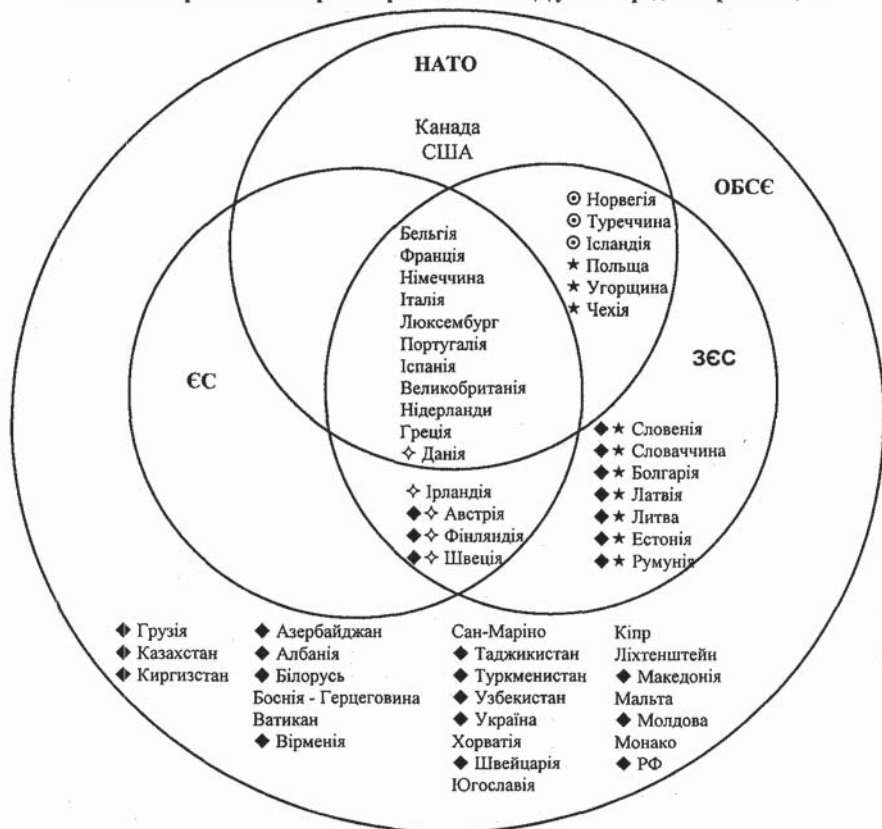 НАТО
Канада
США
ОБСЄ
⊙ Норвегія
⊙ Туреччина
⊙ Ісландія
★ Польща
★ Угорщина
★ Чехія
Бельгія
Франція
Німеччина
Італія
Люксембург
Португалія
Іспанія
Великобританія
Нідерланди
Греція
✧ Данія
ЄС
ЗЄС
◆ ★ Словенія
◆ ★ Словаччина
◆ ★ Болгарія
◆ ★ Латвія
◆ ★ Литва
◆ ★ Естонія
◆ ★ Румунія
✧ Ірландія
◆ ✧ Австрія
◆ ✧ Фінляндія
◆ ✧ Швеція
◆ Грузія
◆ Казахстан
◆ Киргизстан
◆ Азербайджан
◆ Албанія
◆ Білорусь
Боснія - Герцеговина
Ватикан
◆ Вірменія
Сан-Маріно
◆ Таджикистан
◆ Туркменистан
◆ Узбекистан
◆ Україна
Хорватія
◆ Швейцарія
Югославія
Кіпр
Ліхтенштейн
◆ Македонія
Мальта
◆ Молдова
Монако
◆ РФ